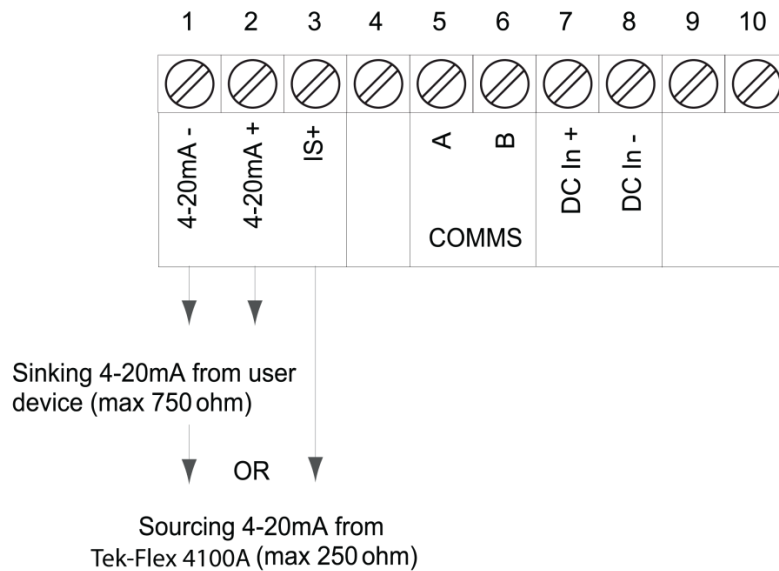 1 2 3 4 5 6 7 8 9 10
4-20mA - 4-20mA + IS+ A B DC In + DC In -
COMMS
Sinking 4-20mA from user
device (max 750 ohm)
OR
Sourcing 4-20mA from
Tek-Flex 4100A (max 250 ohm)